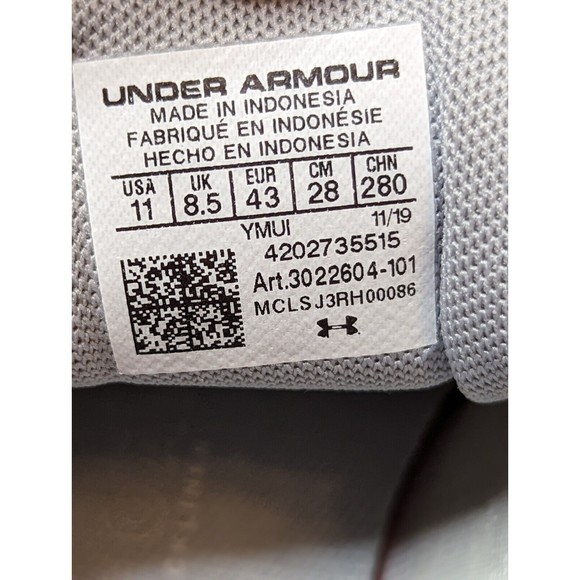 UNDER ARMOUR
MADE IN INDONESIA
FABRIQUÉ EN INDONÉSIE
HECHO EN INDONESIA
USA UK EUR CM CHN
11 8.5 43 28 280
YMUI 11/19
4202735515
Art.3022604-101
MCLSJ3RH00086